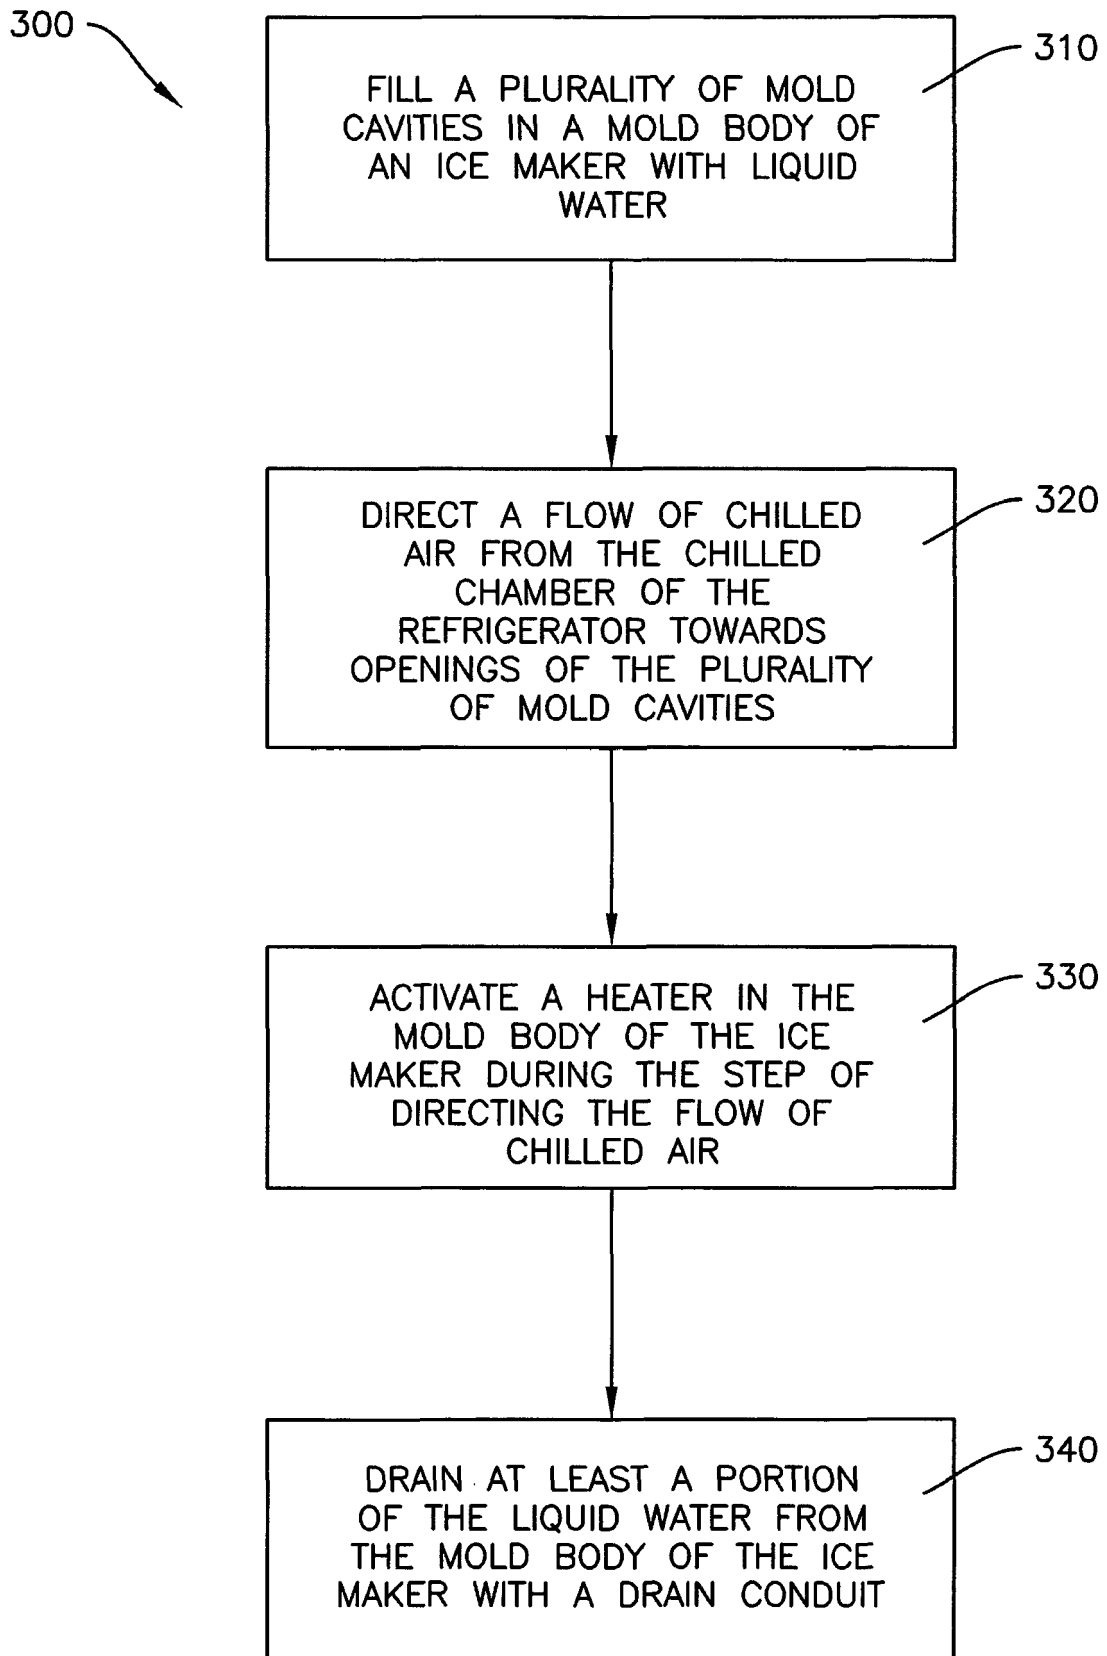 300
310
FILL A PLURALITY OF MOLD
CAVITIES IN A MOLD BODY OF
AN ICE MAKER WITH LIQUID
WATER
320
DIRECT A FLOW OF CHILLED
AIR FROM THE CHILLED
CHAMBER OF THE
REFRIGERATOR TOWARDS
OPENINGS OF THE PLURALITY
OF MOLD CAVITIES
330
ACTIVATE A HEATER IN THE
MOLD BODY OF THE ICE
MAKER DURING THE STEP OF
DIRECTING THE FLOW OF
CHILLED AIR
340
DRAIN AT LEAST A PORTION
OF THE LIQUID WATER FROM
THE MOLD BODY OF THE ICE
MAKER WITH A DRAIN CONDUIT